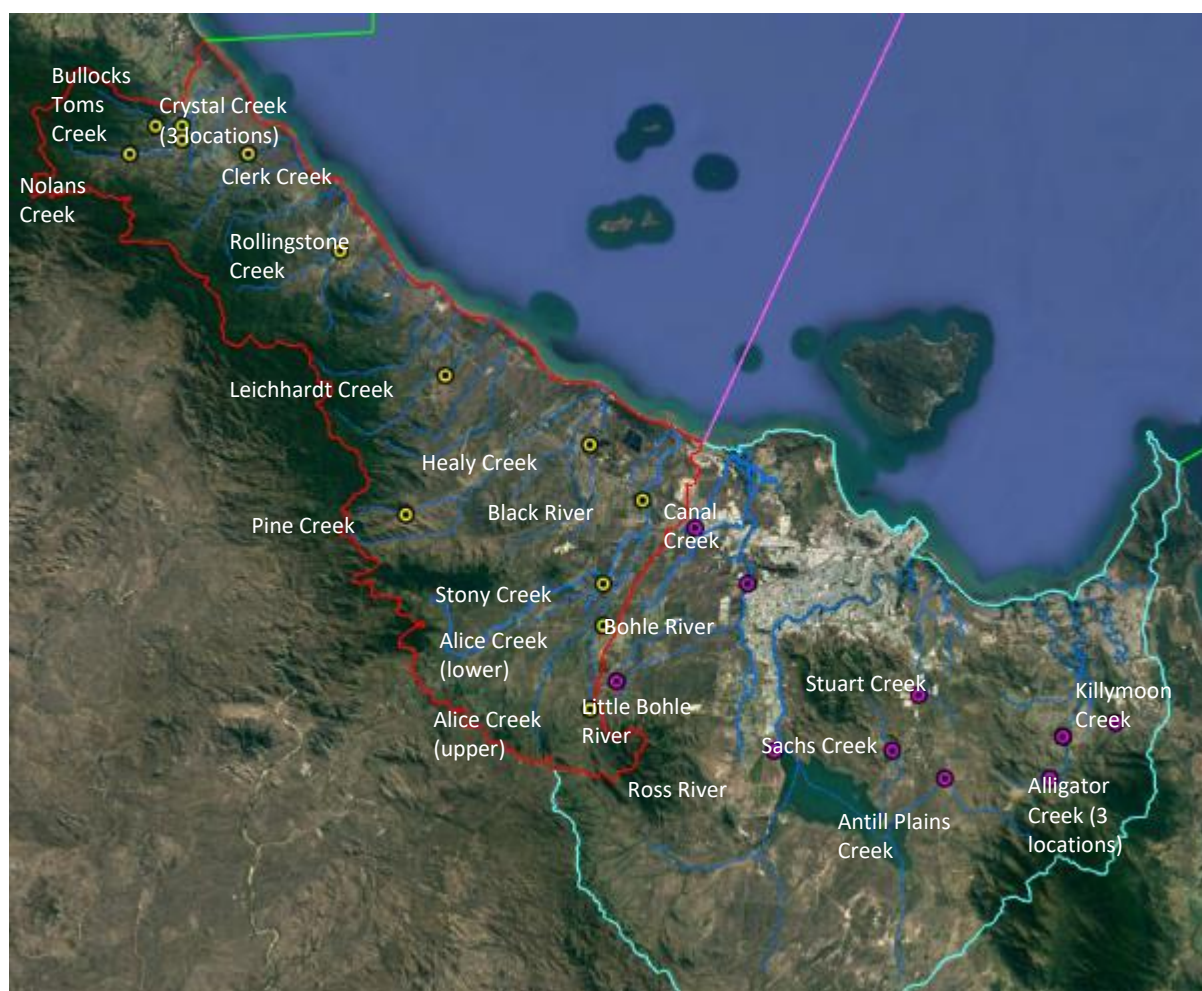 Bullocks
Toms
Creek
Crystal Creek
(3 locations)
Clerk Creek
Nolans
Creek
Rollingstone
Creek
Leichhardt Creek
Healy Creek
Pine Creek
Black River
Canal
Creek
Stony Creek
Bohle River
Alice Creek
(lower)
Alice Creek
(upper)
Little Bohle
River
Stuart Creek
Killymoon
Creek
Sachs Creek
Ross River
Antill Plains
Creek
Alligator
Creek (3
locations)